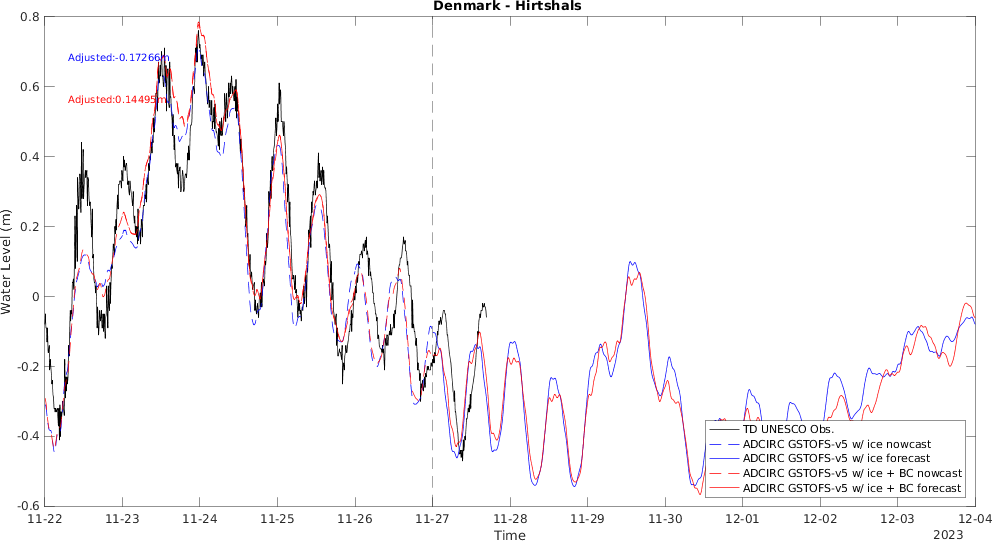 Denmark - Hirtshals
0.8
0.6
0.4
0.2
0
-0.2
-0.4
-0.6
Water Level (m)
Adjusted:-0.17266m
Adjusted:0.14495m
TD UNESCO Obs.
ADCIRC GSTOFS-v5 w/ ice nowcast
ADCIRC GSTOFS-v5 w/ ice forecast
ADCIRC GSTOFS-v5 w/ ice + BC nowcast
ADCIRC GSTOFS-v5 w/ ice + BC forecast
11-22 11-23 11-24 11-25 11-26 11-27 11-28 11-29 11-30 12-01 12-02 12-03 12-04
Time
2023